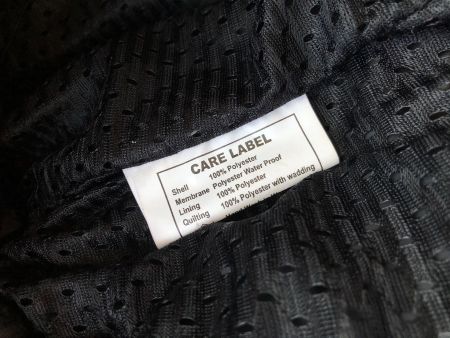 CARE LABEL
Shell 100% Polyester
Membrane Polyester Water Proof
Lining 100% Polyester
Quilting 100% Polyester with wadding